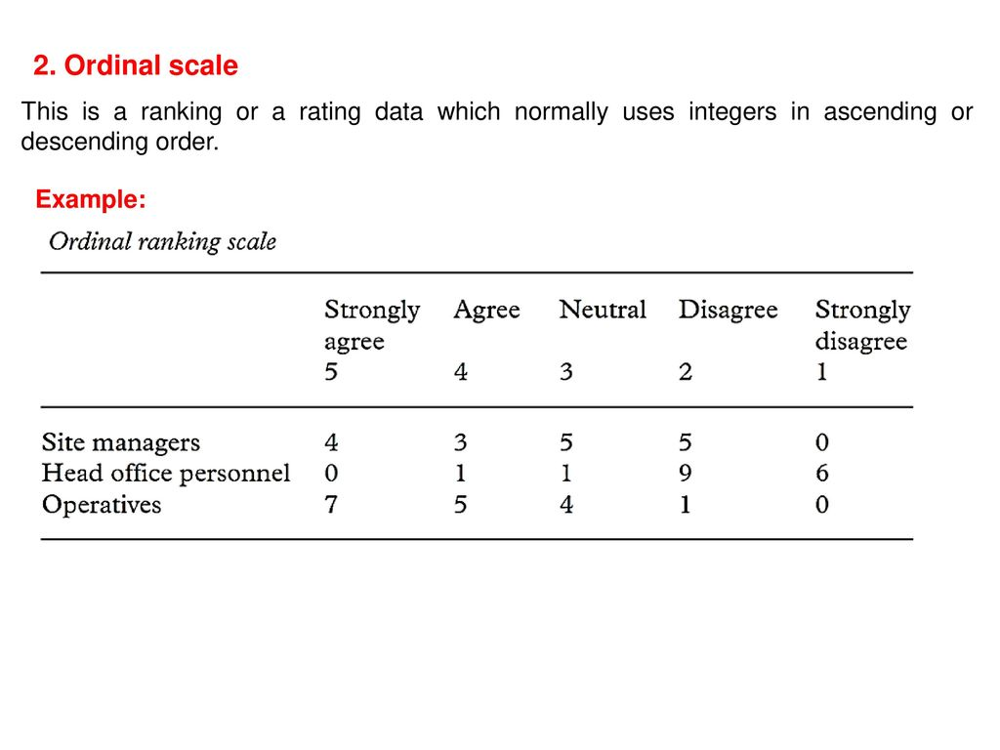 2. Ordinal scale
This is a ranking or a rating data which normally uses integers in ascending or
descending order.
Example:
Ordinal ranking scale
Strongly Agree Neutral Disagree Strongly
agree disagree
5 4 3 2 1
Site managers 4 3 5 5 0
Head office personnel 0 1 1 9 6
Operatives 7 5 4 1 0